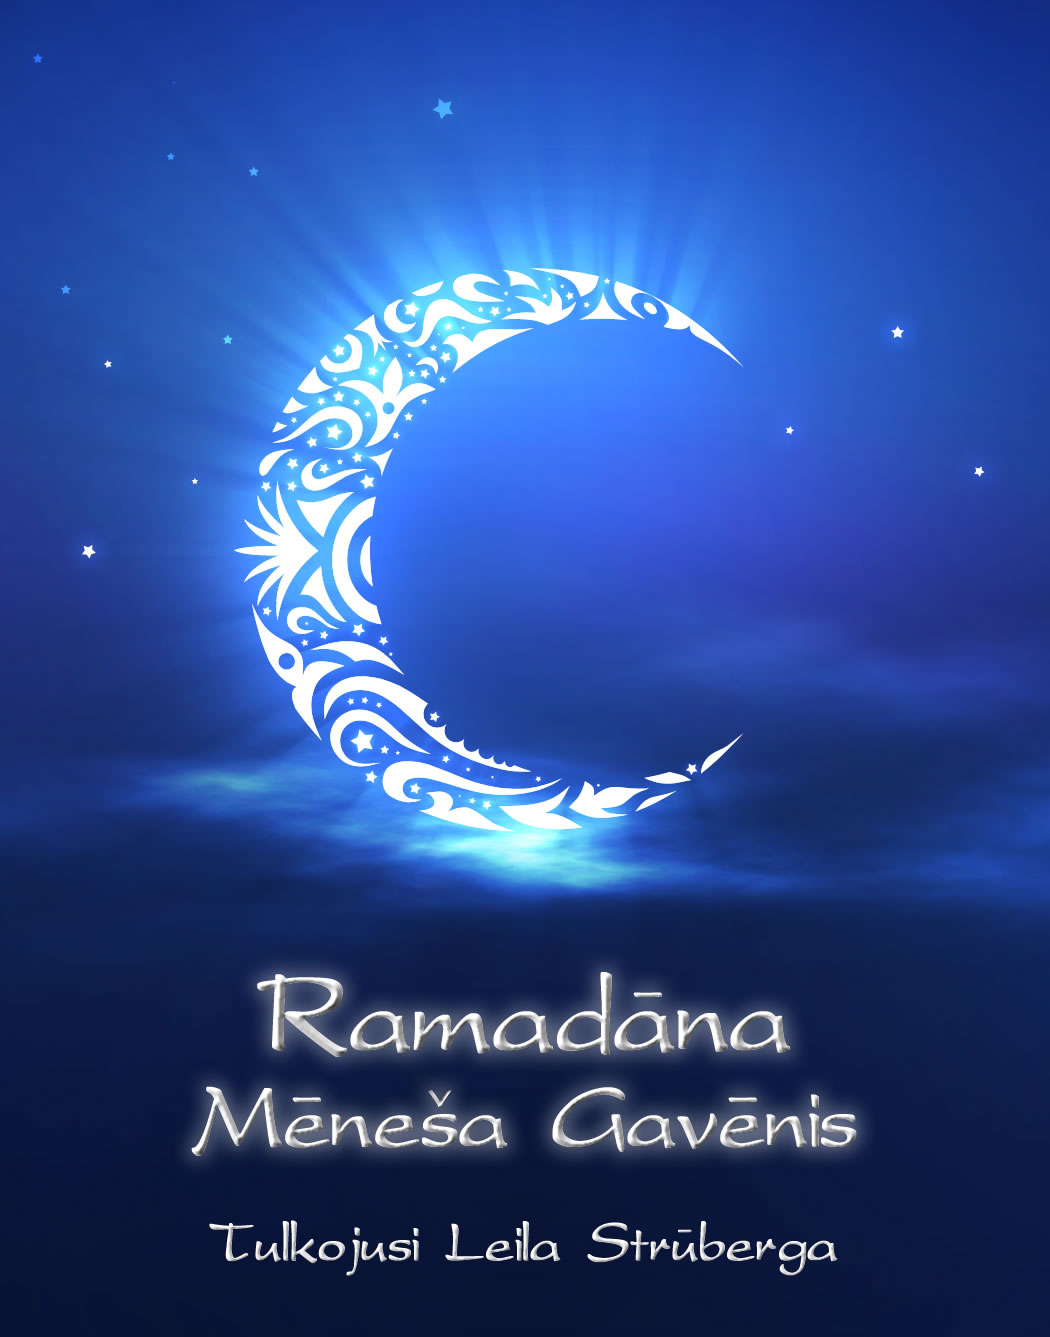 Ramadāna
Mēneša Gavēnis
Tulkojusi Leila Strūberga